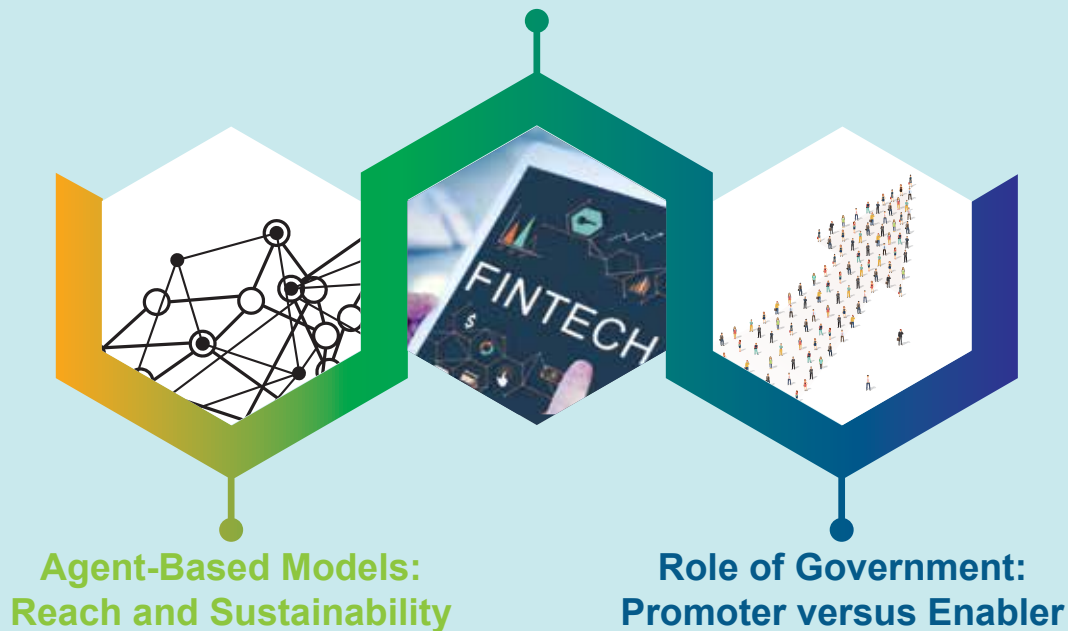 FINTECH
$
Agent-Based Models:
Reach and Sustainability
Role of Government:
Promoter versus Enabler